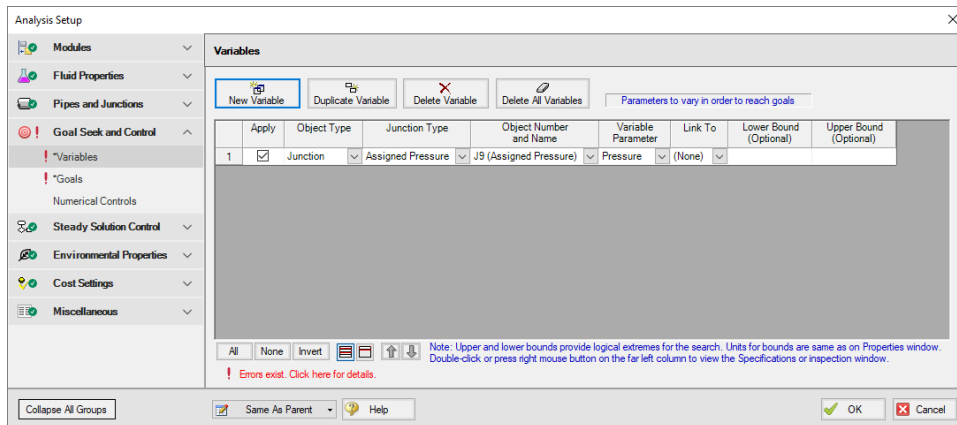 Analysis Setup
Modules
Fluid Properties
Pipes and Junctions
! Goal Seek and Control
! *Variables
! *Goals
Numerical Controls
Steady Solution Control
Environmental Properties
Cost Settings
Miscellaneous
Collapse All Groups
Variables
New Variable
Duplicate Variable
Delete Variable
Delete All Variables
Parameters to vary in order to reach goals
Apply
Object Type
Junction Type
Object Number
and Name
Variable
Parameter
Link To
Lower Bound
(Optional)
Upper Bound
(Optional)
1 Junction Assigned Pressure J9 (Assigned Pressure) Pressure (None)
All
None
Invert
Note: Upper and lower bounds provide logical extremes for the search. Units for bounds are same as on Properties window.
Double-click or press right mouse button on the far left column to view the Specifications or inspection window.
! Errors exist. Click here for details.
Same As Parent
Help
OK
Cancel